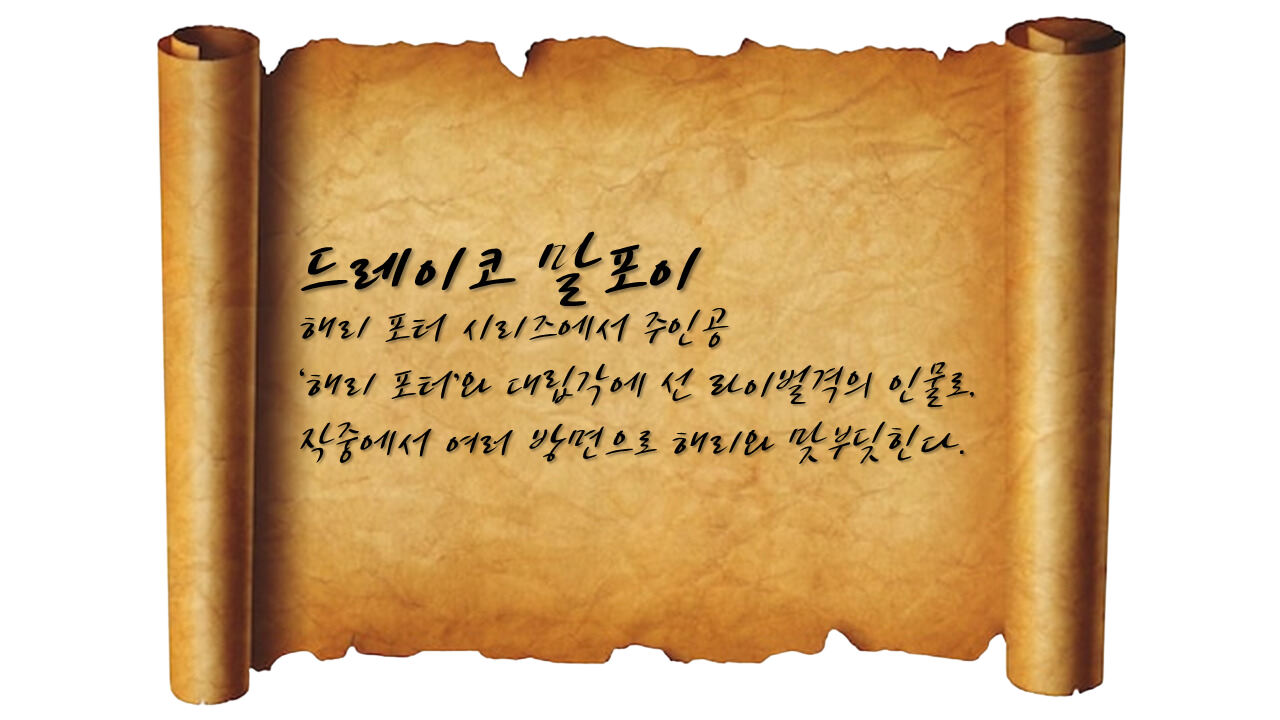 드레이코 말포이
해리 포터 시리즈에서 주인공
‘해리 포터’와 대립각에 선 라이벌격의 인물로.
작중에서 여러 방면으로 해리와 맞부딪힌다.